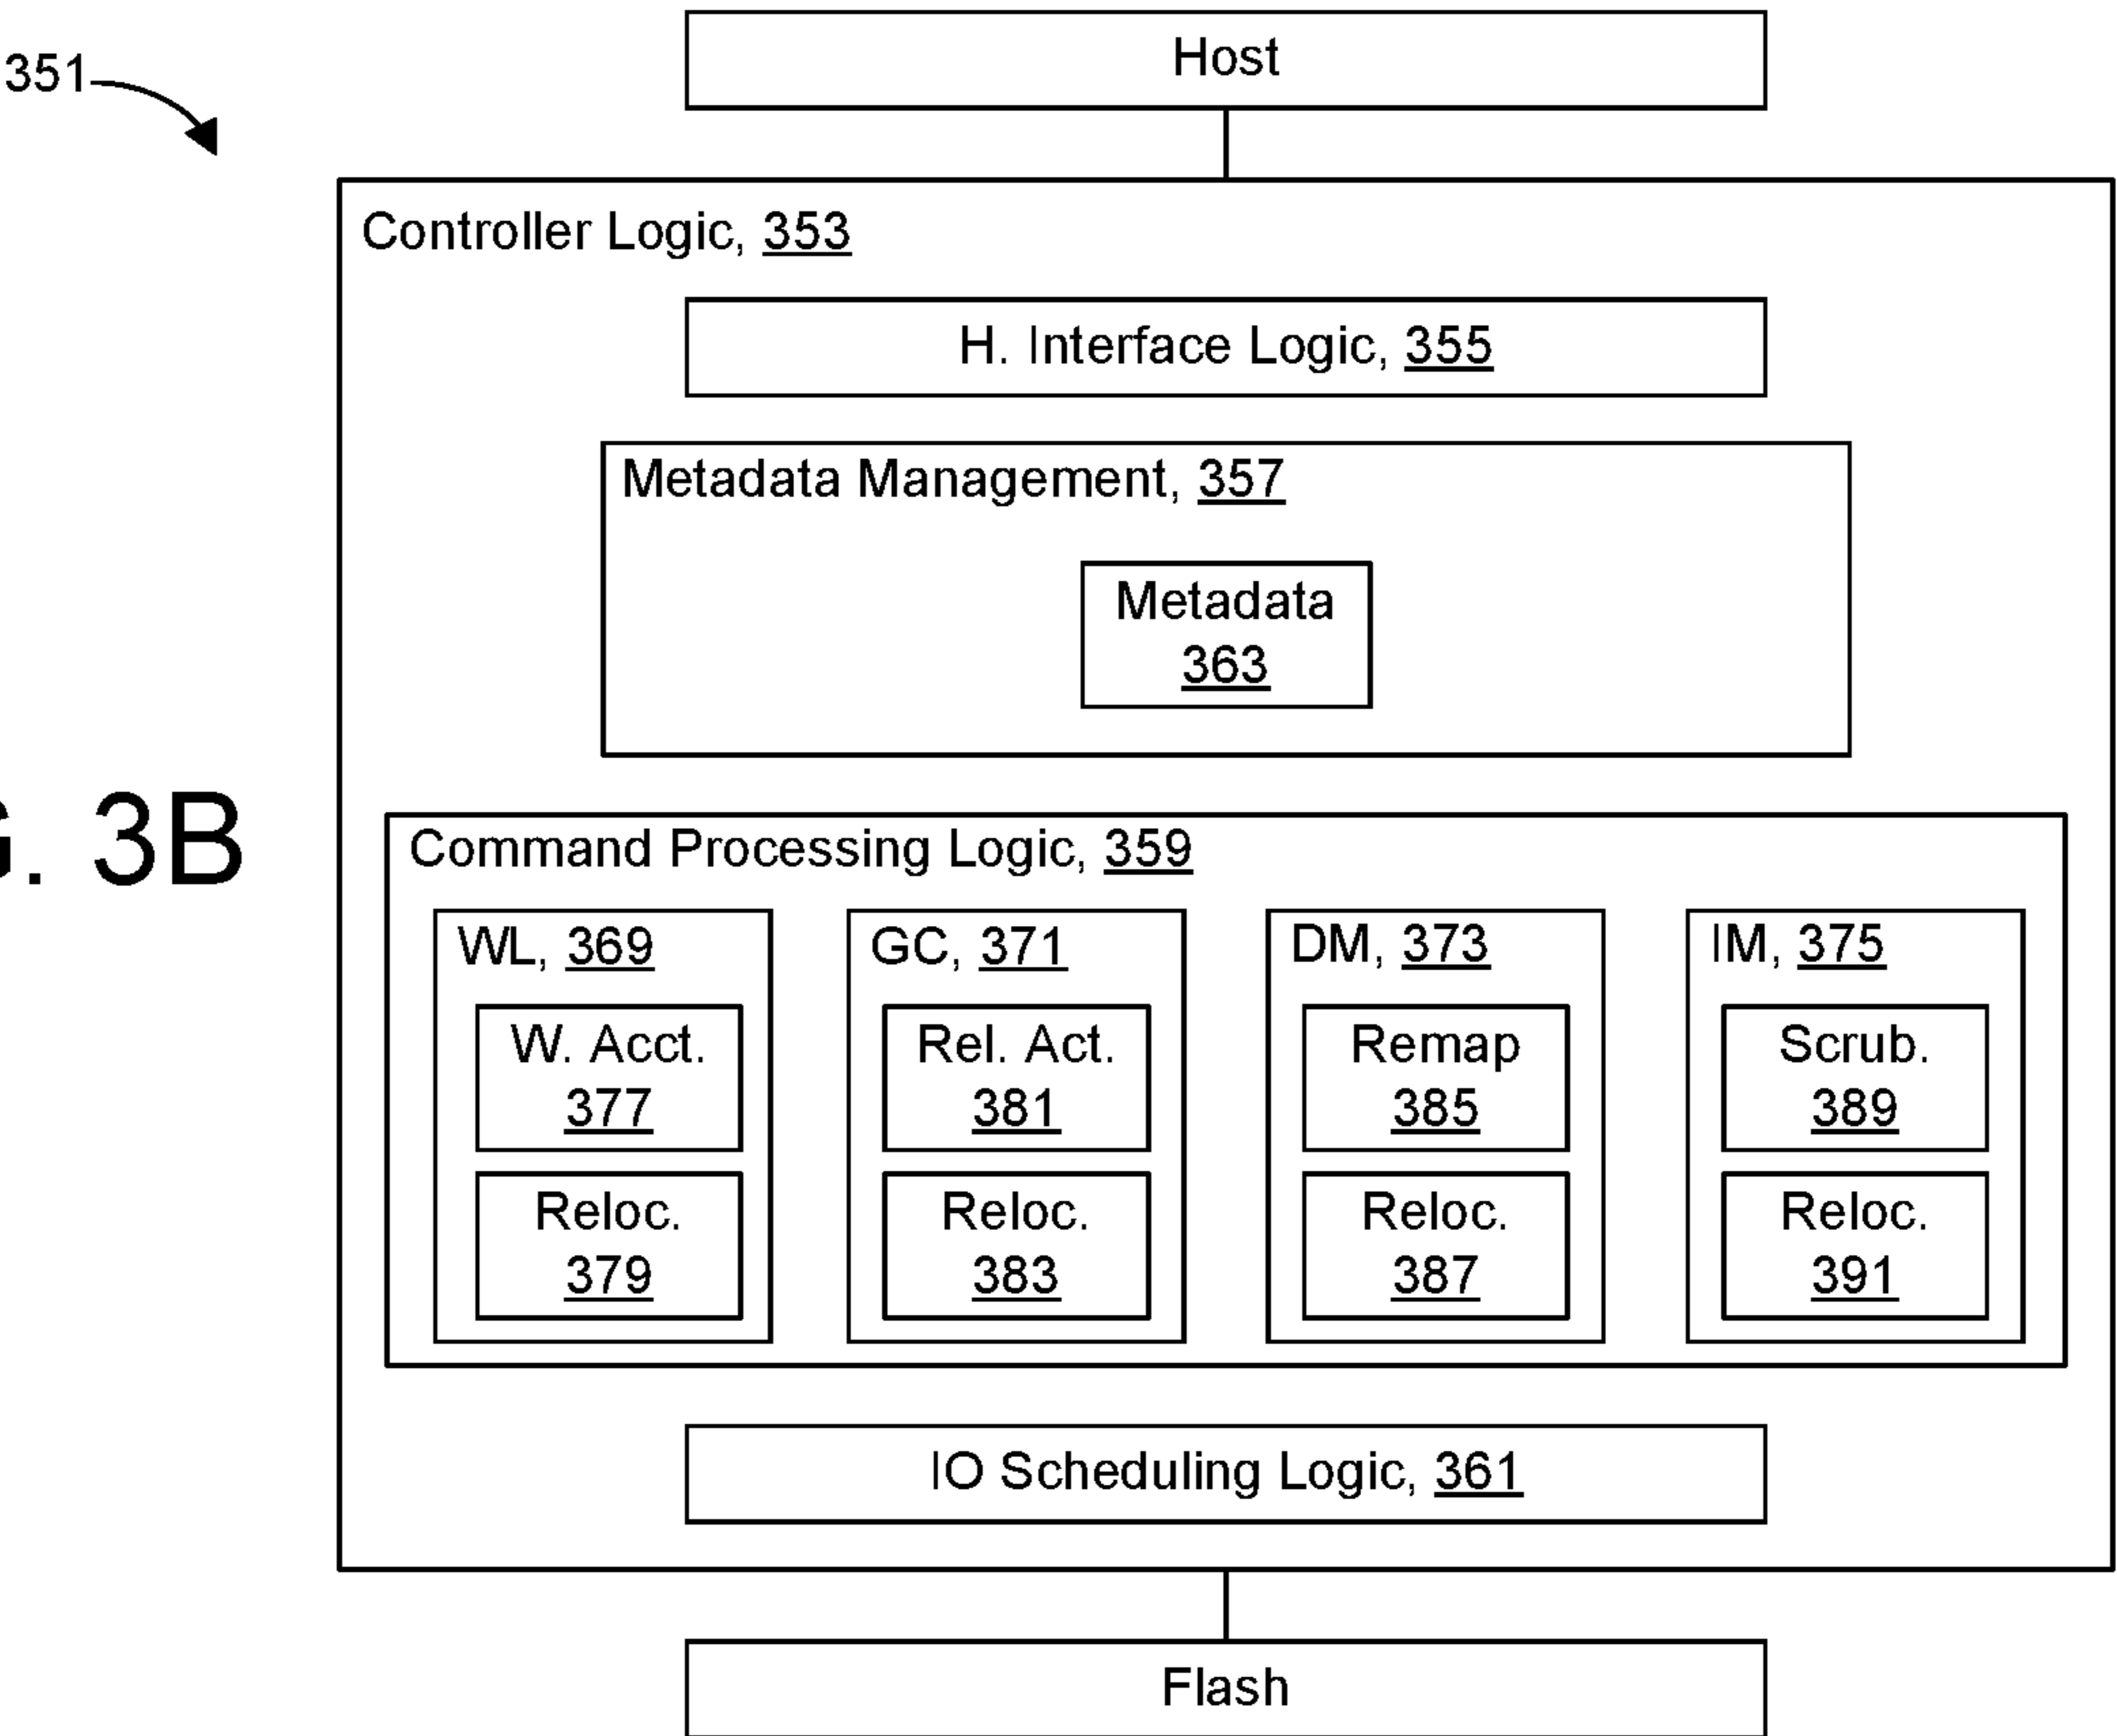 351
Host
Controller Logic, 353
H. Interface Logic, 355
Metadata Management, 357
Metadata
363
G. 3B
Command Processing Logic, 359
WL, 369
GC, 371
DM, 373
IM, 375
W. Acct.
377
Rel. Act.
381
Remap
385
Scrub.
389
Reloc.
379
Reloc.
383
Reloc.
387
Reloc.
391
IO Scheduling Logic, 361
Flash